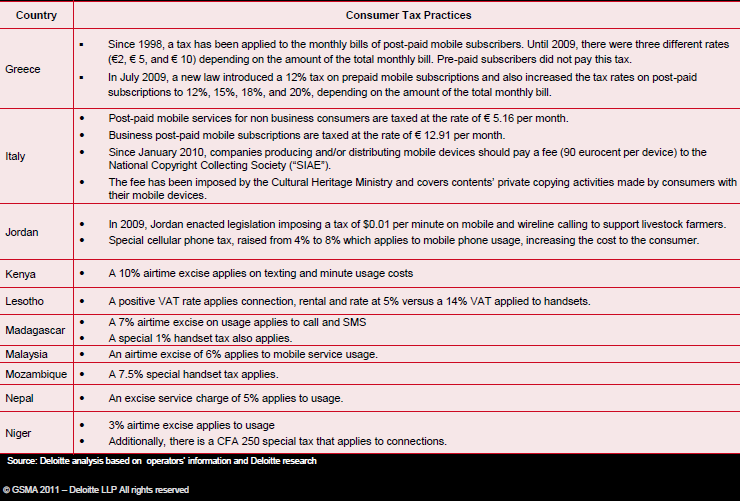 Country
Consumer Tax Practices
Greece
• Since 1998, a tax has been applied to the monthly bills of post-paid mobile subscribers. Until 2009, there were three different rates
(€2, € 5, and € 10) depending on the amount of the total monthly bill. Pre-paid subscribers did not pay this tax.
• In July 2009, a new law introduced a 12% tax on prepaid mobile subscriptions and also increased the tax rates on post-paid
subscriptions to 12%, 15%, 18%, and 20%, depending on the amount of the total monthly bill.
Italy
• Post-paid mobile services for non business consumers are taxed at the rate of € 5.16 per month.
• Business post-paid mobile subscriptions are taxed at the rate of € 12.91 per month.
• Since January 2010, companies producing and/or distributing mobile devices should pay a fee (90 eurocent per device) to the
National Copyright Collecting Society ("SIAE").
• The fee has been imposed by the Cultural Heritage Ministry and covers contents' private copying activities made by consumers with
their mobile devices.
Jordan
• In 2009, Jordan enacted legislation imposing a tax of $0.01 per minute on mobile and wireline calling to support livestock farmers.
• Special cellular phone tax, raised from 4% to 8% which applies to mobile phone usage, increasing the cost to the consumer.
Kenya
• A 10% airtime excise applies on texting and minute usage costs
Lesotho
• A positive VAT rate applies connection, rental and rate at 5% versus a 14% VAT applied to handsets.
Madagascar
• A 7% airtime excise on usage applies to call and SMS
• A special 1% handset tax also applies.
Malaysia
• An airtime excise of 6% applies to mobile service usage.
Mozambique
• A 7.5% special handset tax applies.
Nepal
• An excise service charge of 5% applies to usage.
Niger
• 3% airtime excise applies to usage
• Additionally, there is a CFA 250 special tax that applies to connections.
Source: Deloitte analysis based on operators' information and Deloitte research
© GSMA 2011 – Deloitte LLP All rights reserved